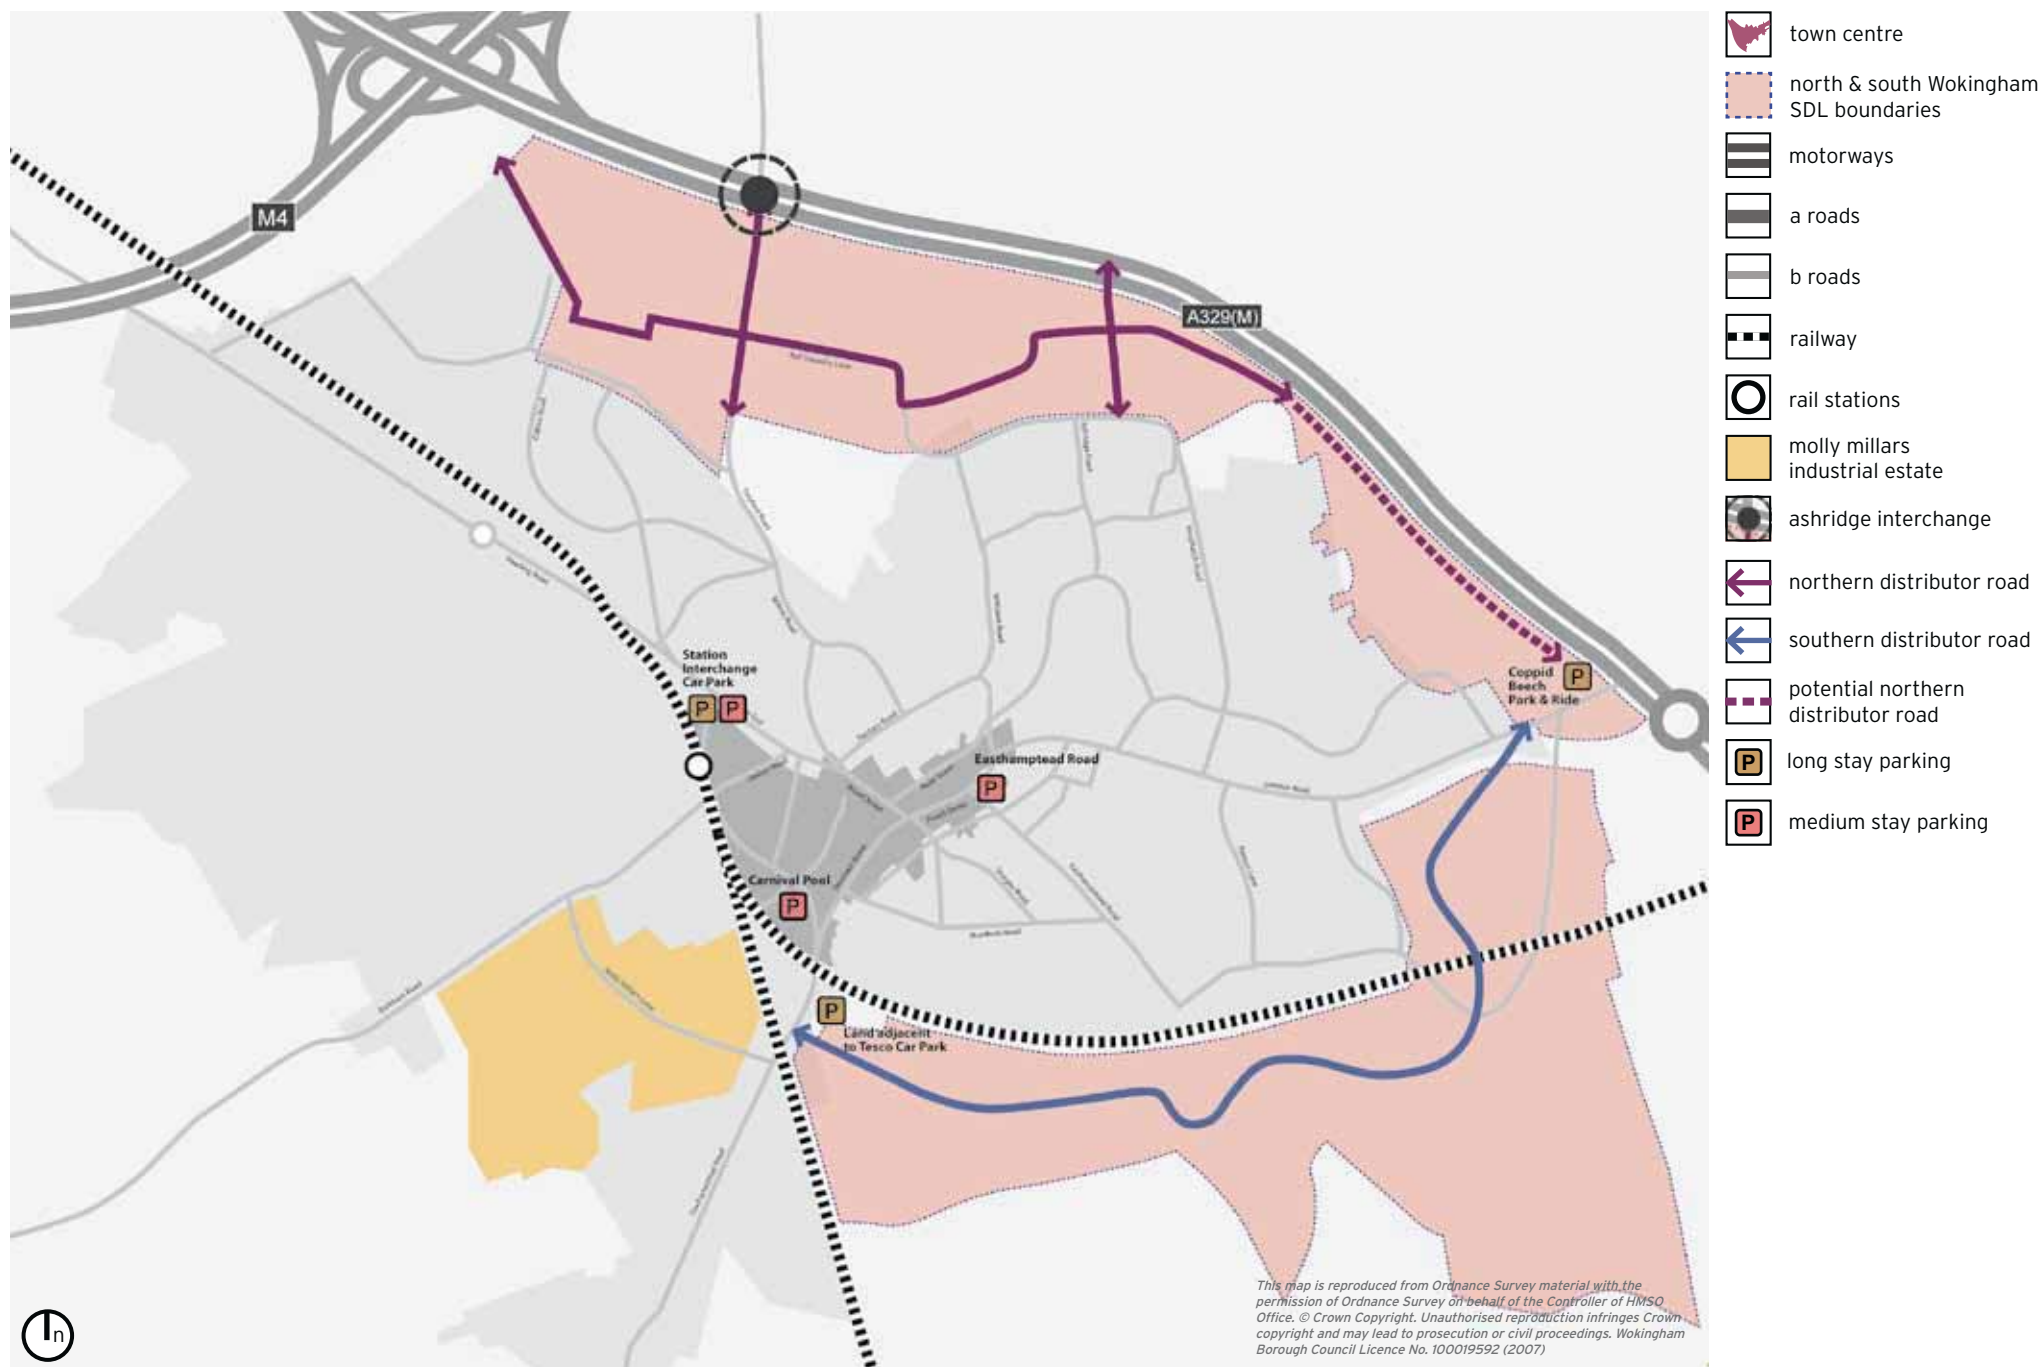 M4
A329(M)
Station
Interchange
Car Park
P
P
Coppid
Beech
Park & Ride
P
Easthamptead Road
P
Carnival Pool
P
P
Land adjacent
to Tesco Car Park
n
town centre
north & south Wokingham
SDL boundaries
motorways
a roads
b roads
railway
rail stations
molly millars
industrial estate
ashridge interchange
northern distributor road
southern distributor road
potential northern
distributor road
P
long stay parking
P
medium stay parking
This map is reproduced from Ordnance Survey material with the
permission of Ordnance Survey on behalf of the Controller of HMSO
Office. © Crown Copyright. Unauthorised reproduction infringes Crown
copyright and may lead to prosecution or civil proceedings. Wokingham
Borough Council Licence No. 100019592 (2007)